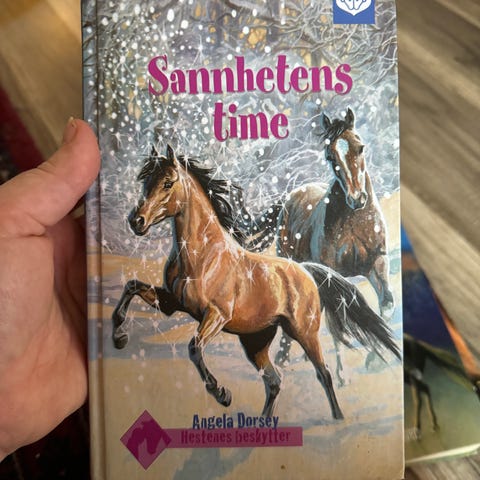 Sannhetens
time
Angela Dorsey
Hestenes beskytter